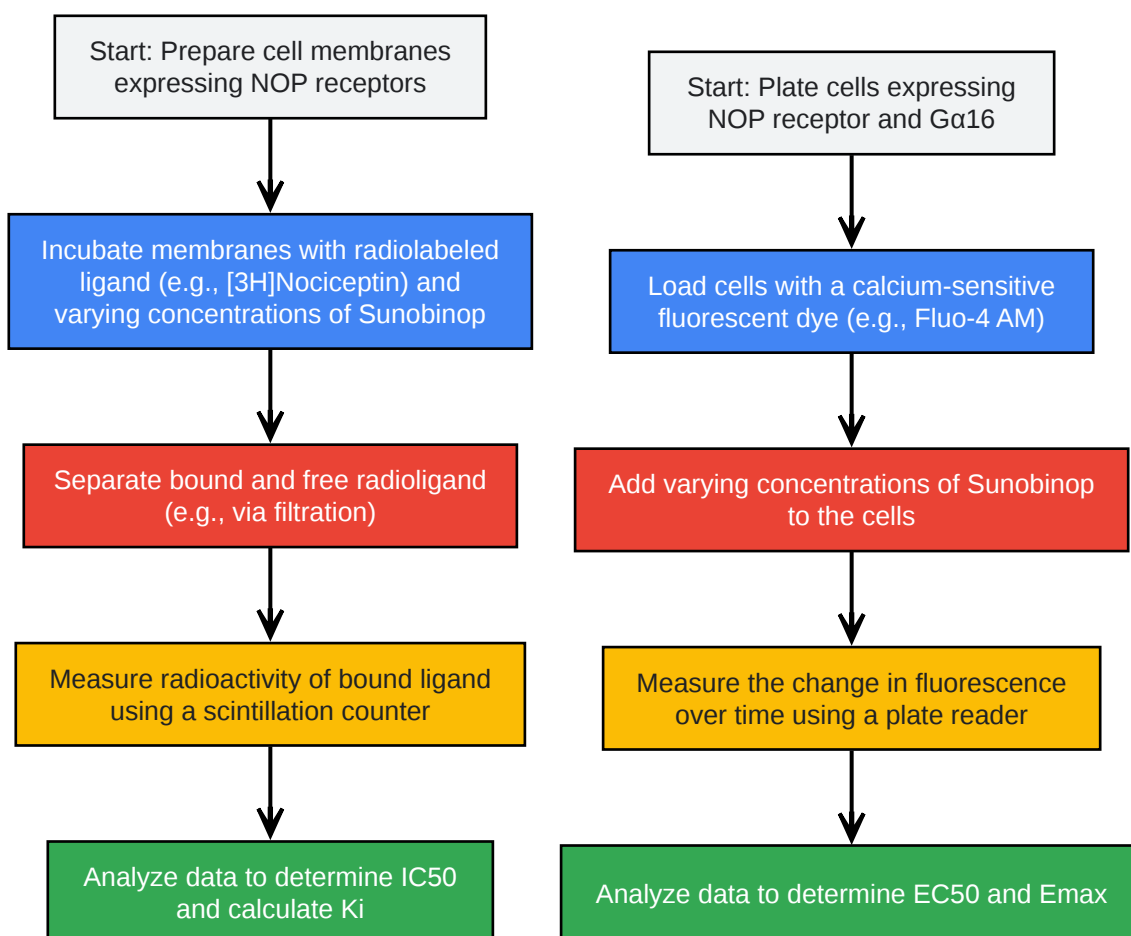 Start: Prepare cell membranes
expressing NOP receptors
Incubate membranes with radiolabeled
ligand (e.g., [3H]Nociceptin) and
varying concentrations of Sunobinop
Separate bound and free radioligand
(e.g., via filtration)
Measure radioactivity of bound ligand
using a scintillation counter
Analyze data to determine IC50
and calculate Ki
Start: Plate cells expressing
NOP receptor and Gα16
Load cells with a calcium-sensitive
fluorescent dye (e.g., Fluo-4 AM)
Add varying concentrations of Sunobinop
to the cells
Measure the change in fluorescence
over time using a plate reader
Analyze data to determine EC50 and Emax